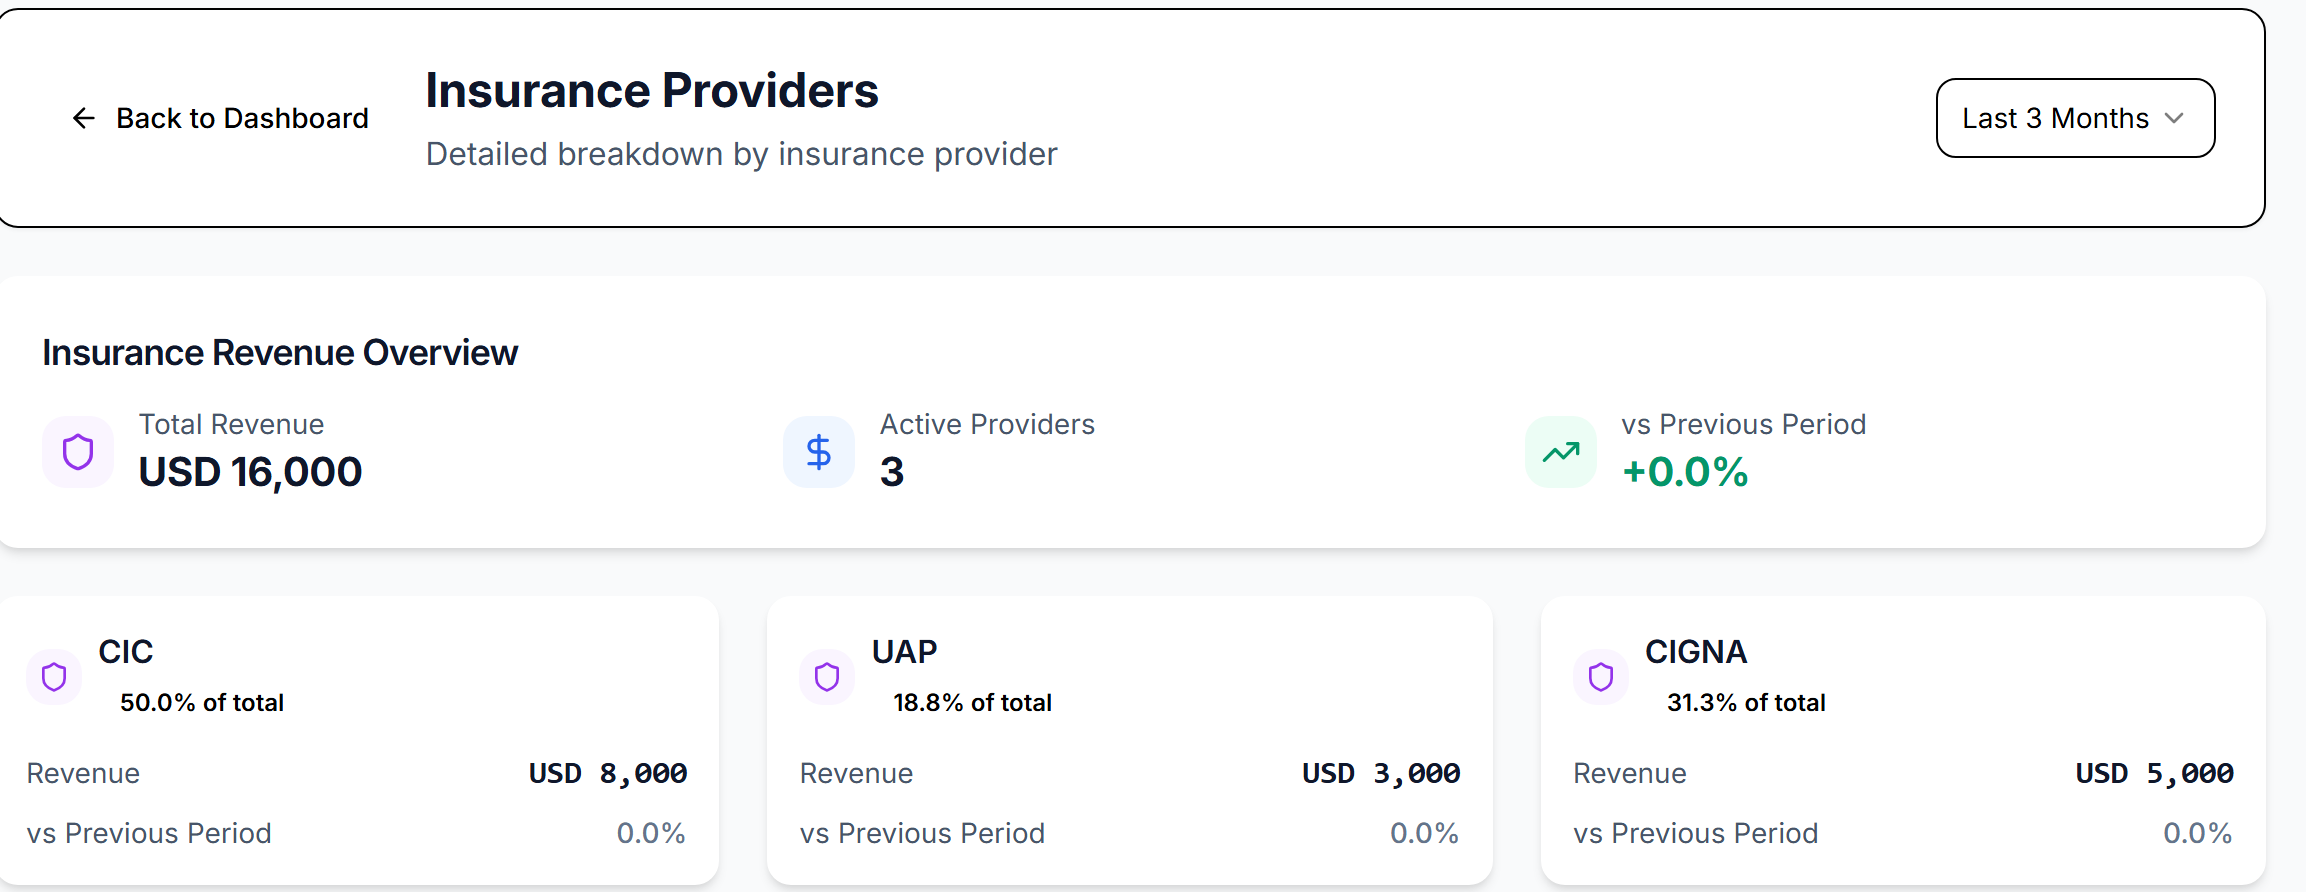 Back to Dashboard
Insurance Providers
Detailed breakdown by insurance provider
Last 3 Months
Insurance Revenue Overview
Total Revenue
USD 16,000
Active Providers
3
vs Previous Period
+0.0%
CIC
50.0% of total
Revenue
USD 8,000
vs Previous Period
0.0%
UAP
18.8% of total
Revenue
USD 3,000
vs Previous Period
0.0%
CIGNA
31.3% of total
Revenue
USD 5,000
vs Previous Period
0.0%